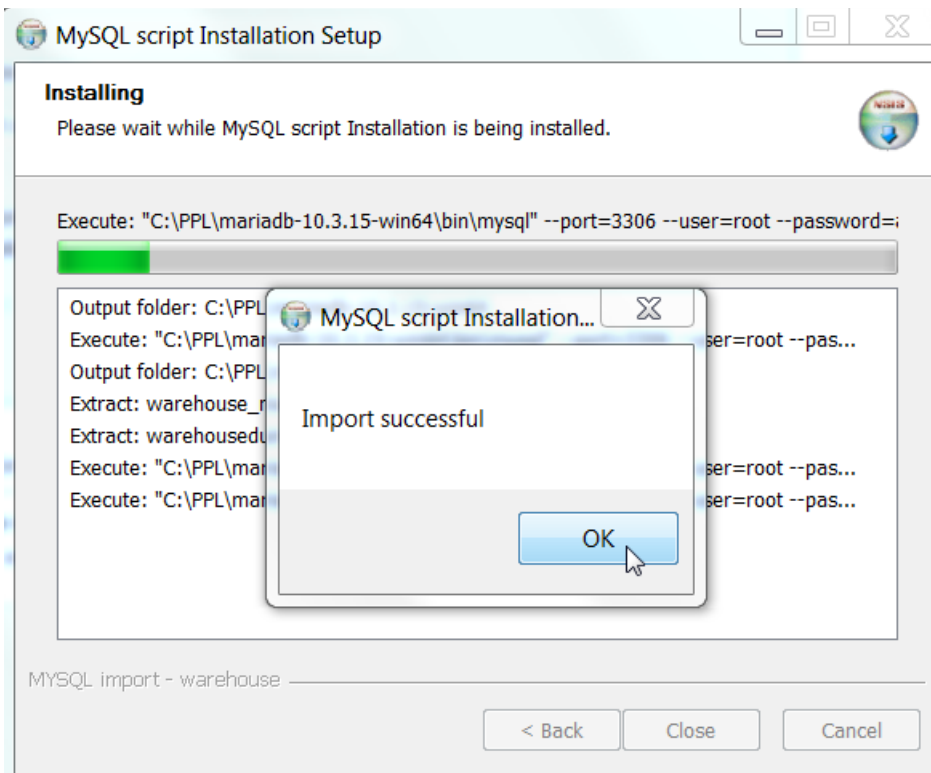 MySQL script Installation Setup
Installing
Please wait while MySQL script Installation is being installed.
Execute: "C:\PPL\mariadb-10.3.15-win64\bin\mysql" --port=3306 --user=root --password=
Output folder: C:\PPL
Execute: "C:\PPL\mar ser=root --pas...
Output folder: C:\PPL
Extract: warehouse_
Extract: warehousedu
Execute: "C:\PPL\mar ser=root --pas...
Execute: "C:\PPL\mar ser=root --pas...
MySQL script Installation...
Import successful
OK
MYSQL import - warehouse
< Back Close Cancel